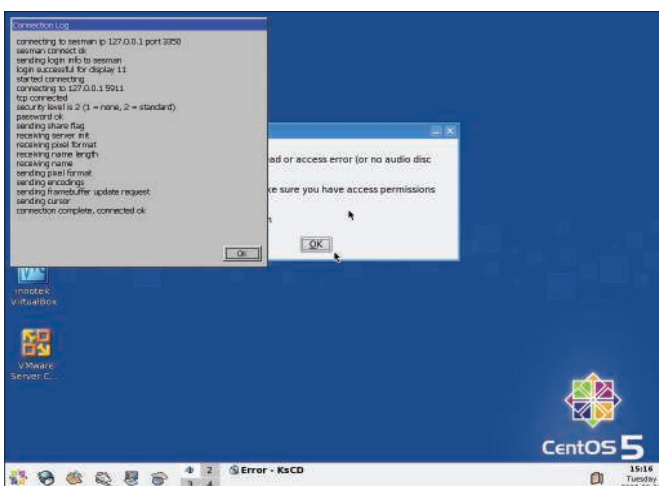 Connection Log
connecting to sesman ip 127.0.0.1 port 3350
sesman connect ok
sending login info to sesman
login successful for display 11
started connecting
connecting to 127.0.0.1 5911
tcp connected
security level is 2 (1 = none, 2 = standard)
password ok
sending share flag
receiving server init
receiving pixel format
receiving name length
receiving name
sending pixel format
sending encodings
sending framebuffer update request
sending cursor
connection complete, connected ok
OK
ad or access error (or no audio disc
ke sure you have access permissions
OK
innotek
VirtualBox
VMware
Server C...
CentOS 5
1 2
3 4
Error - KsCD
15:16
Tuesday